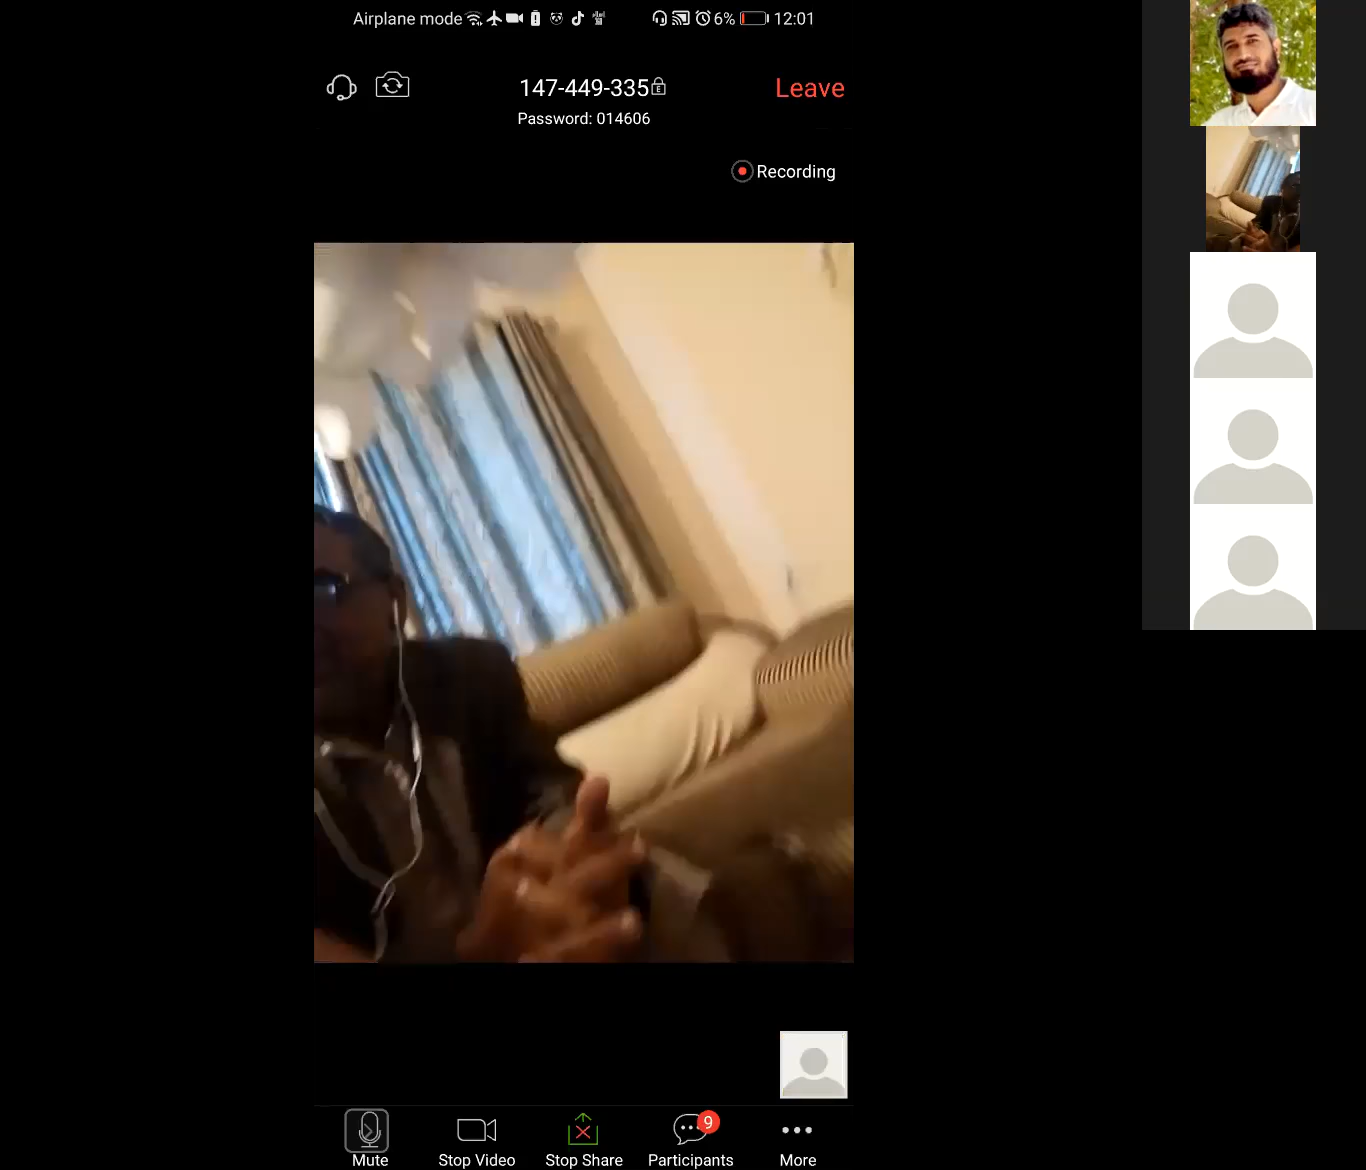 Airplane mode 6% 12:01
147-449-335 Leave
Password: 014606
Recording
9
Mute Stop Video Stop Share Participants More